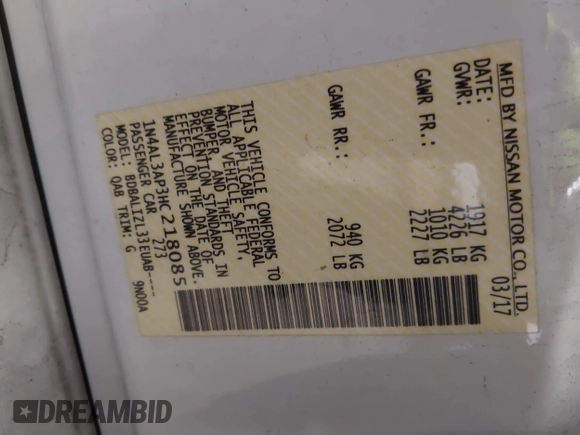 MFD BY NISSAN MOTOR CO., LTD.
DATE: 03/17
GVWR: 1917 KG
4226 LB
GAWR FR.: 1010 KG
2227 LB
GAWR RR.: 940 KG
2072 LB
THIS VEHICLE CONFORMS TO
ALL APPLICABLE FEDERAL
MOTOR VEHICLE SAFETY,
BUMPER, AND THEFT
PREVENTION STANDARDS IN
EFFECT ON THE DATE OF
MANUFACTURE SHOWN ABOVE.
1N4AL3AP3HC218085
PASSENGER CAR 273
MODEL: BDBALTZL33EUAB-----
COLOR: QAB TRIM: G 9N00A
DREAMBID